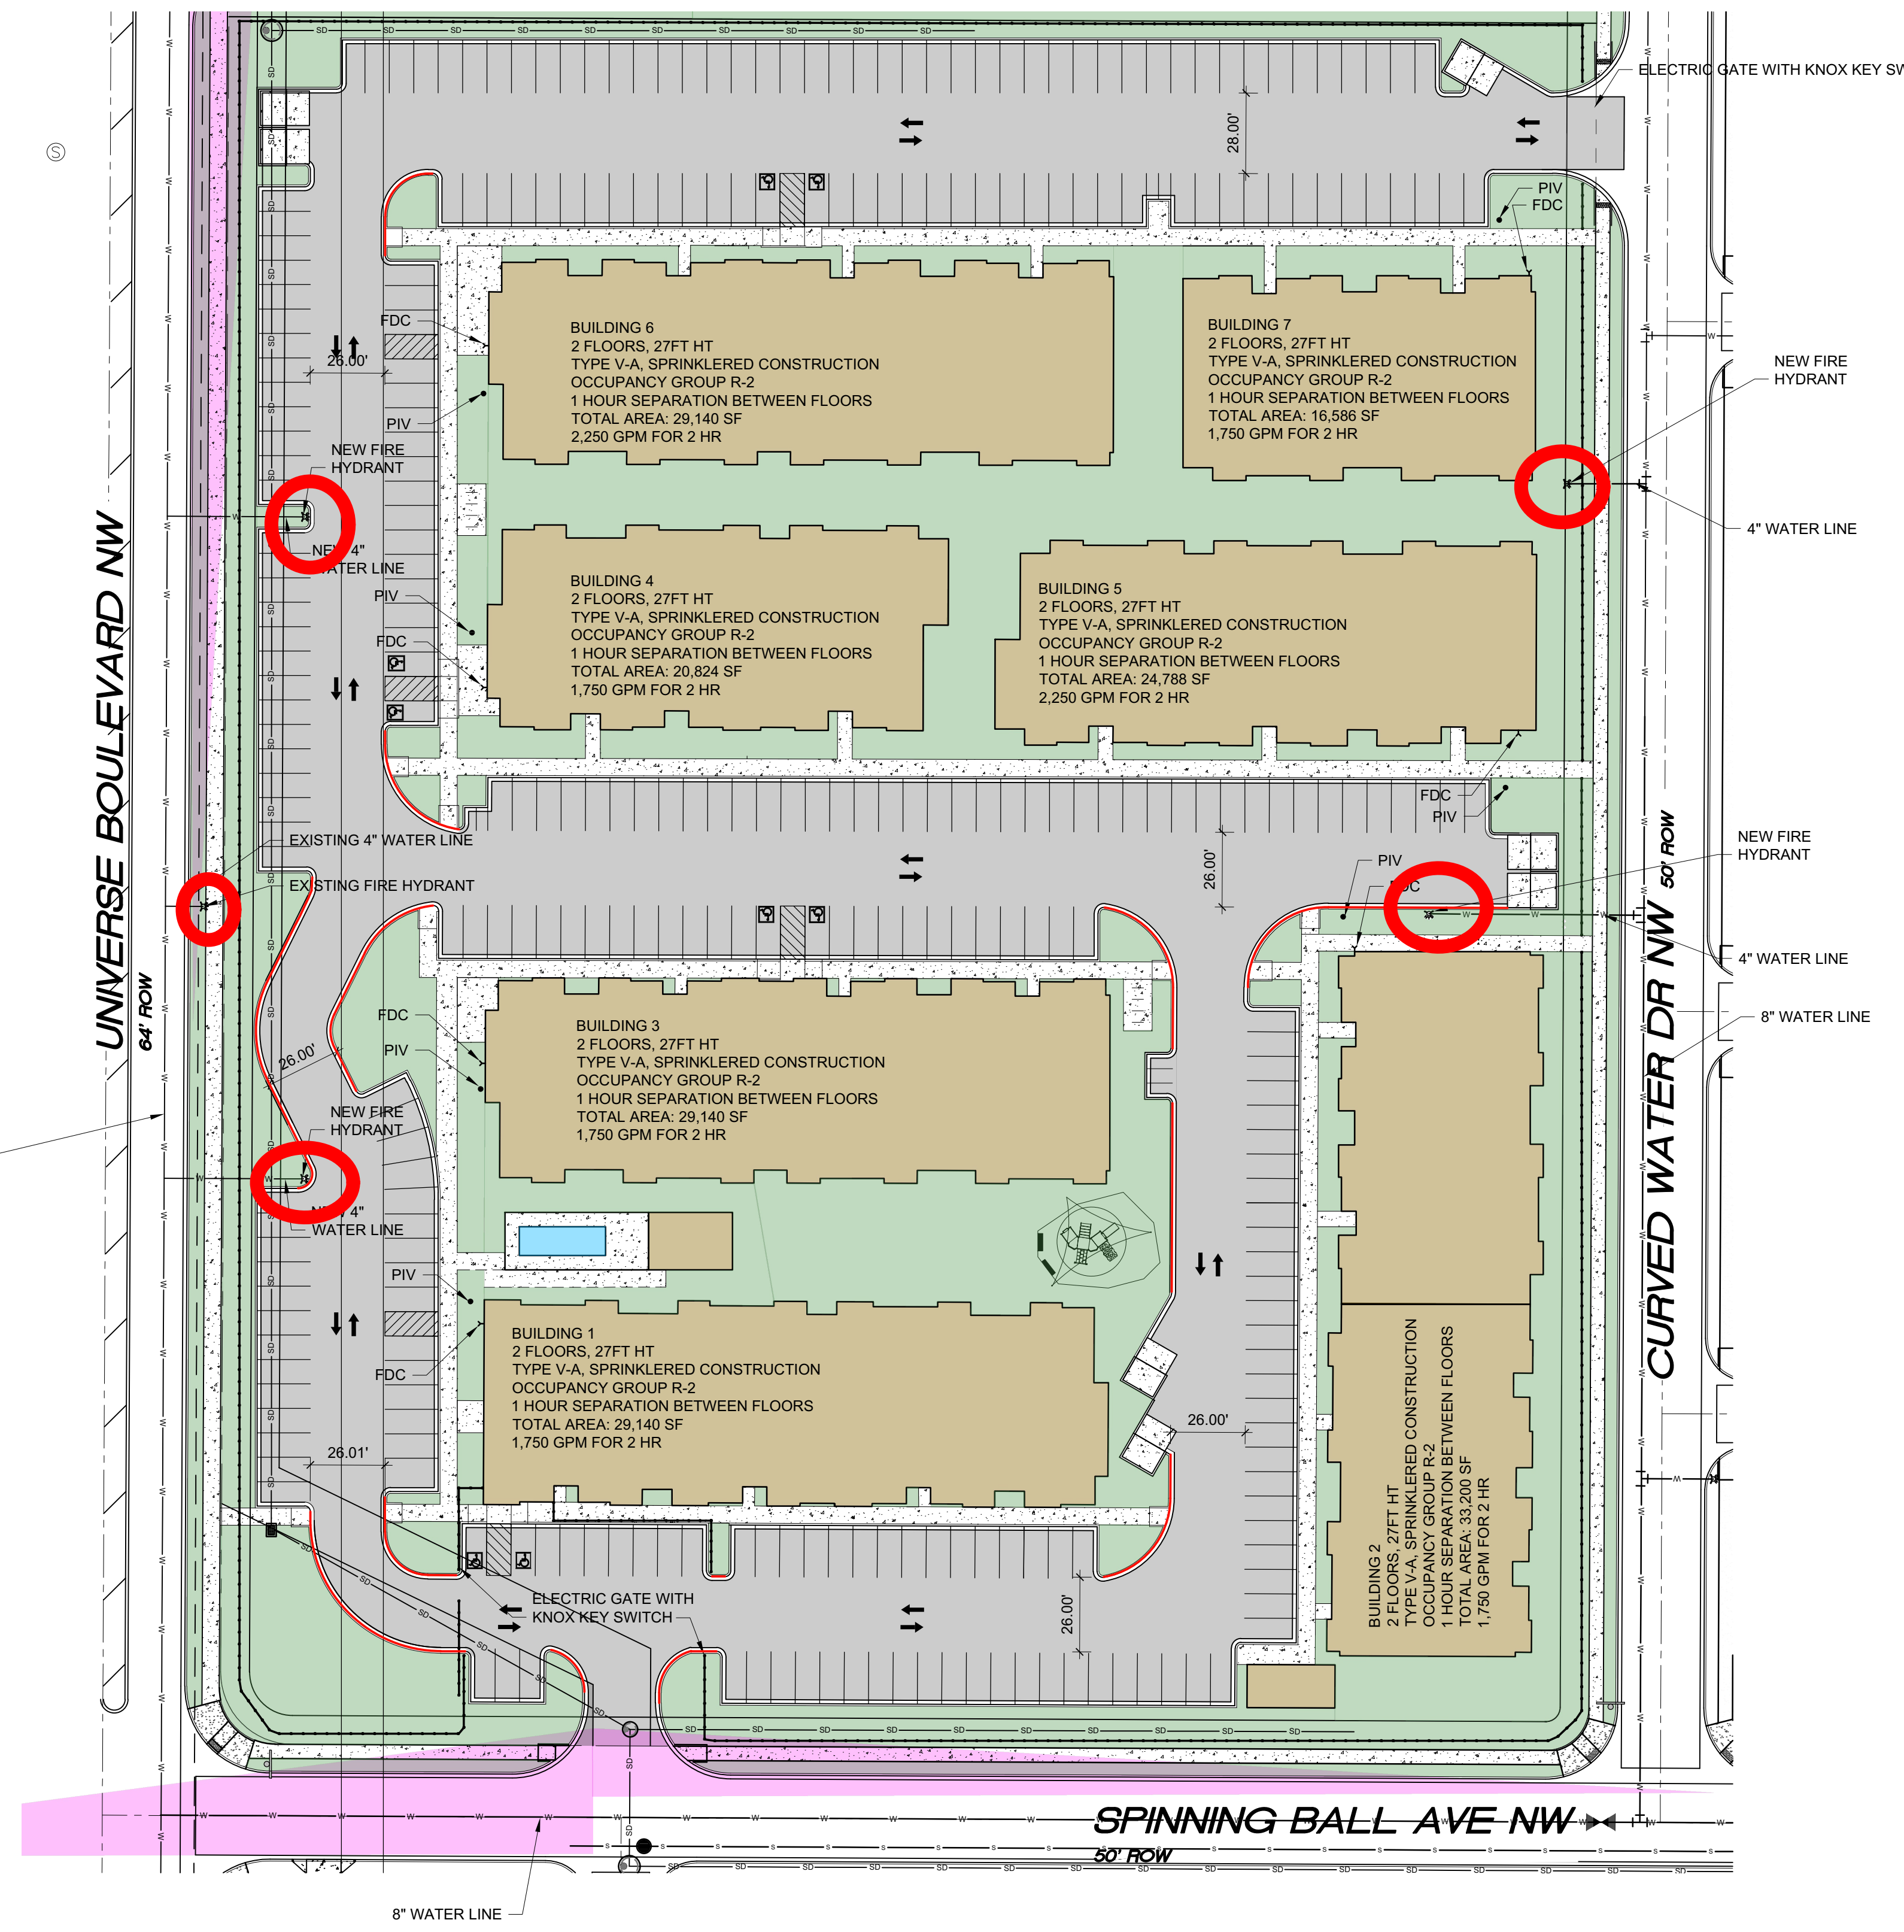 ELECTRIC GATE WITH KNOX KEY SW
28.00'
PIV
FDC
FDC
26.00'
BUILDING 6
2 FLOORS, 27FT HT
TYPE V-A, SPRINKLERED CONSTRUCTION
OCCUPANCY GROUP R-2
1 HOUR SEPARATION BETWEEN FLOORS
TOTAL AREA: 29,140 SF
2,250 GPM FOR 2 HR
BUILDING 7
2 FLOORS, 27FT HT
TYPE V-A, SPRINKLERED CONSTRUCTION
OCCUPANCY GROUP R-2
1 HOUR SEPARATION BETWEEN FLOORS
TOTAL AREA: 16,586 SF
1,750 GPM FOR 2 HR
NEW FIRE
HYDRANT
PIV
NEW FIRE
HYDRANT
4" WATER LINE
NEW 4"
WATER LINE
PIV
FDC
BUILDING 4
2 FLOORS, 27FT HT
TYPE V-A, SPRINKLERED CONSTRUCTION
OCCUPANCY GROUP R-2
1 HOUR SEPARATION BETWEEN FLOORS
TOTAL AREA: 20,824 SF
1,750 GPM FOR 2 HR
BUILDING 5
2 FLOORS, 27FT HT
TYPE V-A, SPRINKLERED CONSTRUCTION
OCCUPANCY GROUP R-2
1 HOUR SEPARATION BETWEEN FLOORS
TOTAL AREA: 24,788 SF
2,250 GPM FOR 2 HR
UNIVERSE BOULEVARD NW
64' ROW
FDC
PIV
EXISTING 4" WATER LINE
EXISTING FIRE HYDRANT
26.00'
PIV
FDC
NEW FIRE
HYDRANT
4" WATER LINE
8" WATER LINE
CURVED WATER DR NW
50' ROW
FDC
PIV
26.00'
BUILDING 3
2 FLOORS, 27FT HT
TYPE V-A, SPRINKLERED CONSTRUCTION
OCCUPANCY GROUP R-2
1 HOUR SEPARATION BETWEEN FLOORS
TOTAL AREA: 29,140 SF
1,750 GPM FOR 2 HR
NEW FIRE
HYDRANT
NEW 4"
WATER LINE
PIV
FDC
BUILDING 1
2 FLOORS, 27FT HT
TYPE V-A, SPRINKLERED CONSTRUCTION
OCCUPANCY GROUP R-2
1 HOUR SEPARATION BETWEEN FLOORS
TOTAL AREA: 29,140 SF
1,750 GPM FOR 2 HR
26.00'
26.01'
BUILDING 2
2 FLOORS, 27FT HT
TYPE V-A, SPRINKLERED CONSTRUCTION
OCCUPANCY GROUP R-2
1 HOUR SEPARATION BETWEEN FLOORS
TOTAL AREA: 33,200 SF
1,750 GPM FOR 2 HR
ELECTRIC GATE WITH
KNOX KEY SWITCH
26.00'
SPINNING BALL AVE NW
50' ROW
8" WATER LINE